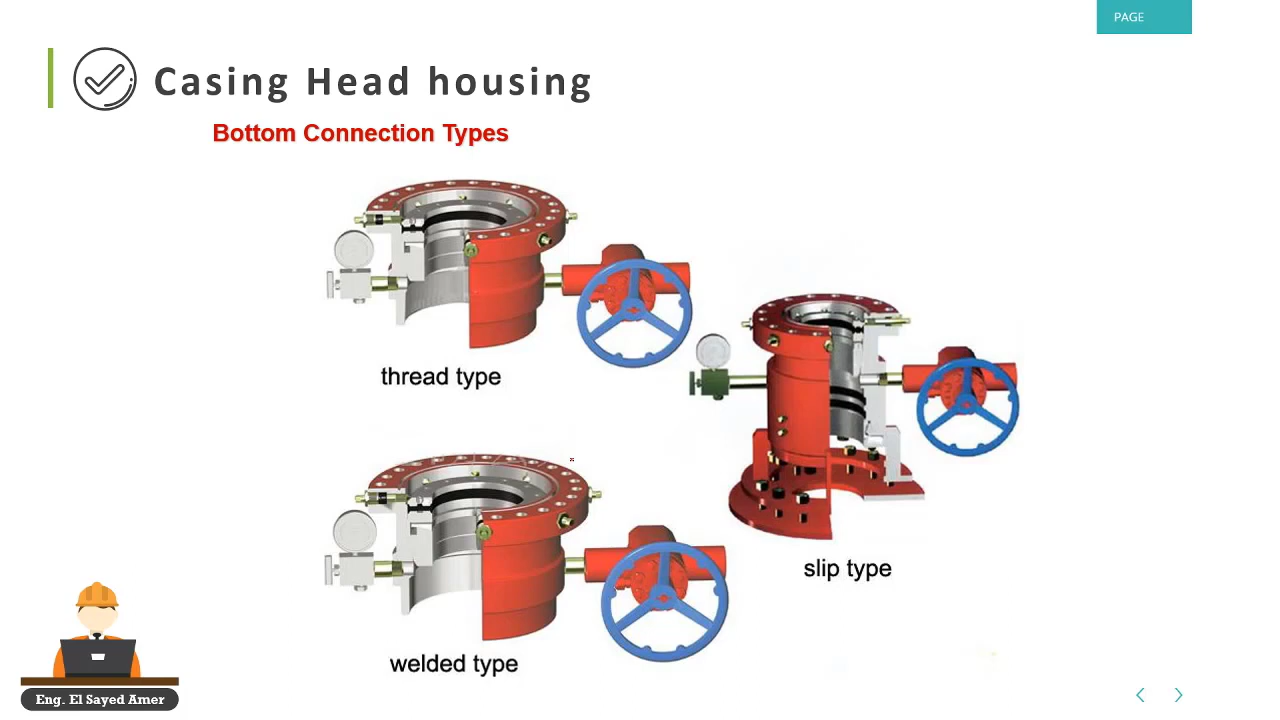 PAGE
Casing Head housing
Bottom Connection Types
thread type
slip type
welded type
Eng. El Sayed Amer